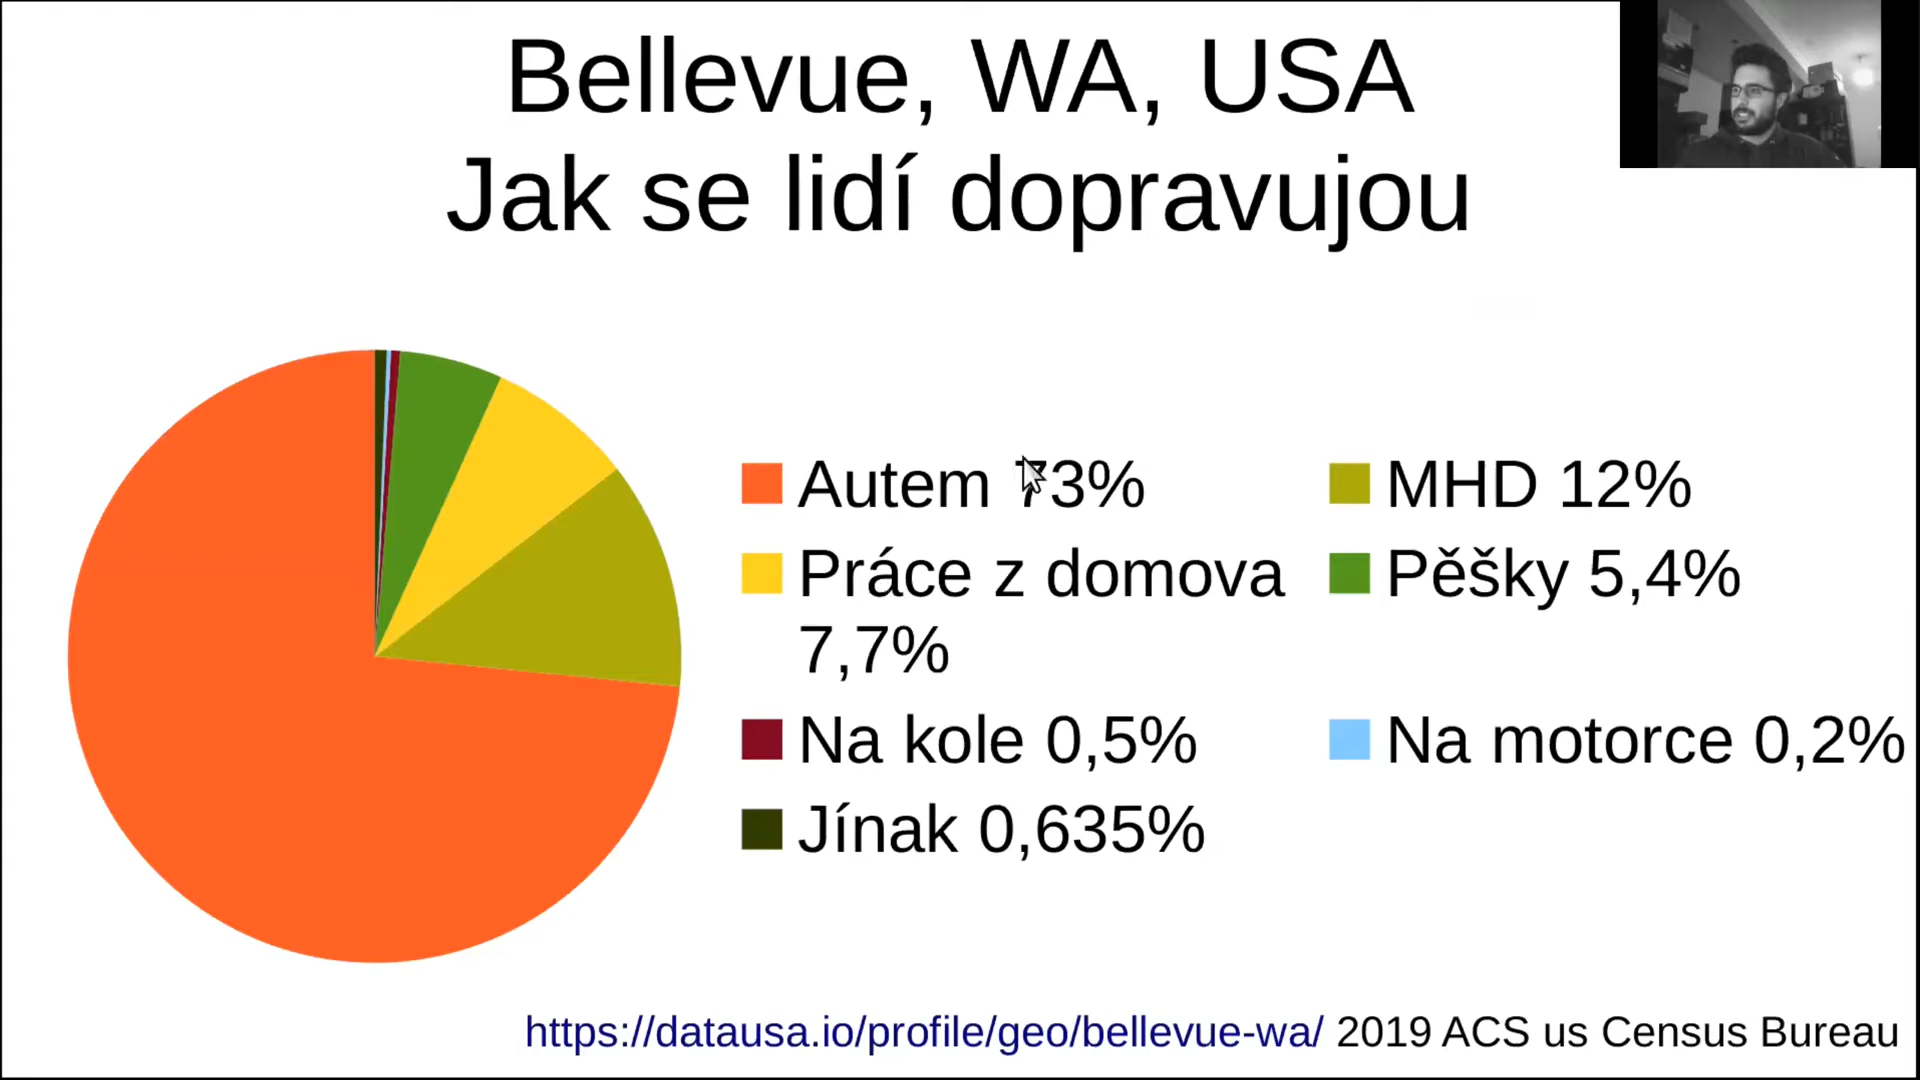 Bellevue, WA, USA
Jak se lidí dopravujou
Autem 73%
MHD 12%
Práce z domova
7,7%
Pěšky 5,4%
Na kole 0,5%
Na motorce 0,2%
Jínak 0,635%
https://datausa.io/profile/geo/bellevue-wa/ 2019 ACS us Census Bureau